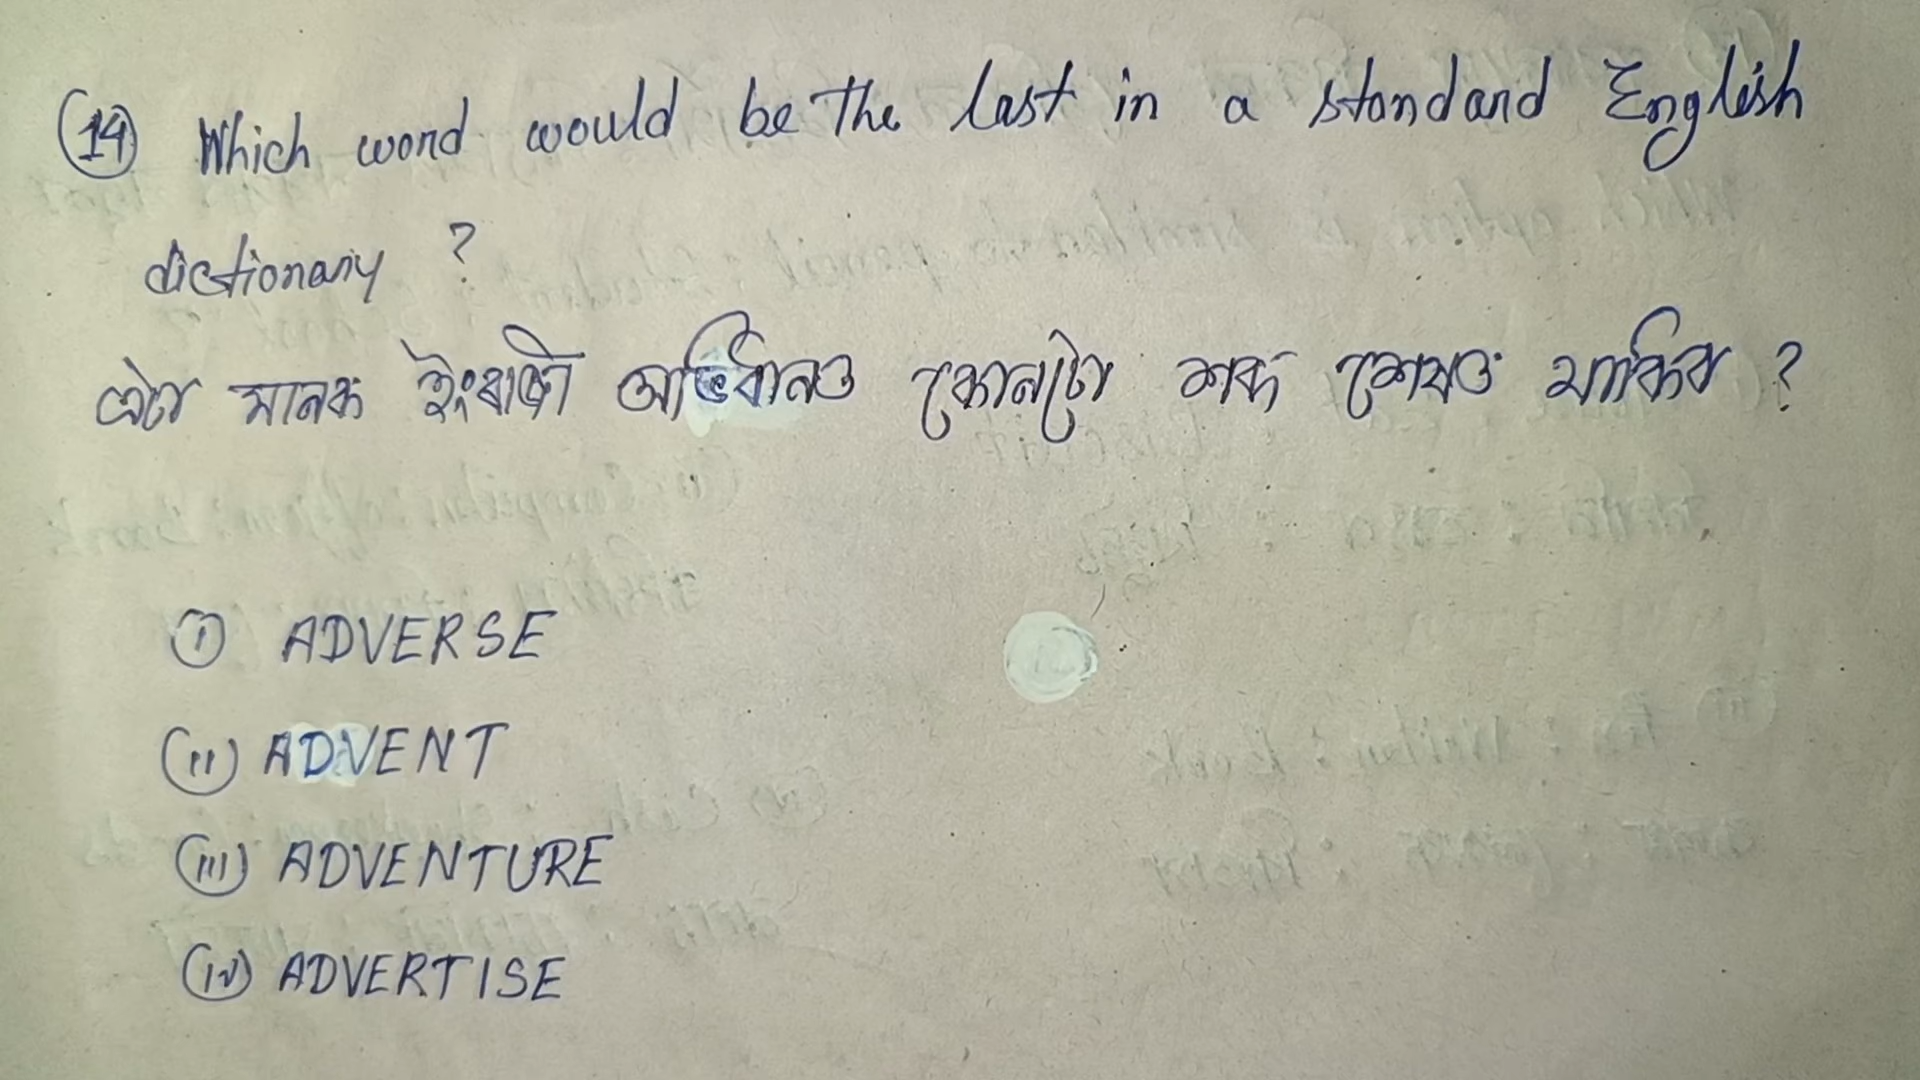 (14) Which word would be the last in a standard English
dictionary ?
এটা মানক ইংৰাজী অভিধানত কোনটো শব্দ শেষত থাকিব ?
(i) ADVERSE
(ii) ADVENT
(iii) ADVENTURE
(iv) ADVERTISE